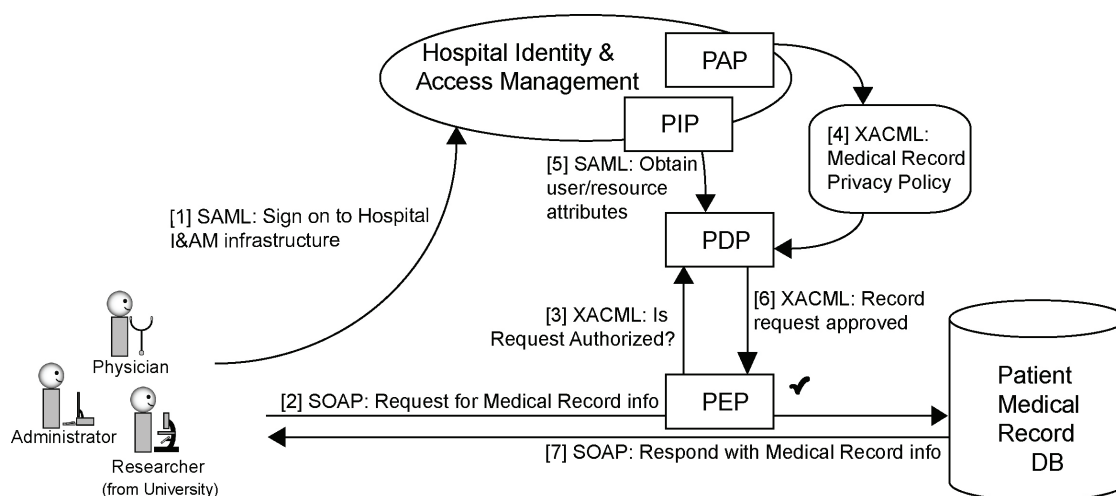 Hospital Identity &
Access Management
PAP
PIP
[4] XACML:
Medical Record
Privacy Policy
[5] SAML: Obtain
user/resource
attributes
[1] SAML: Sign on to Hospital
I&AM infrastructure
PDP
[3] XACML: Is
Request Authorized?
[6] XACML: Record
request approved
Physician
Administrator
Researcher
(from University)
[2] SOAP: Request for Medical Record info
PEP
[7] SOAP: Respond with Medical Record info
Patient
Medical
Record
DB